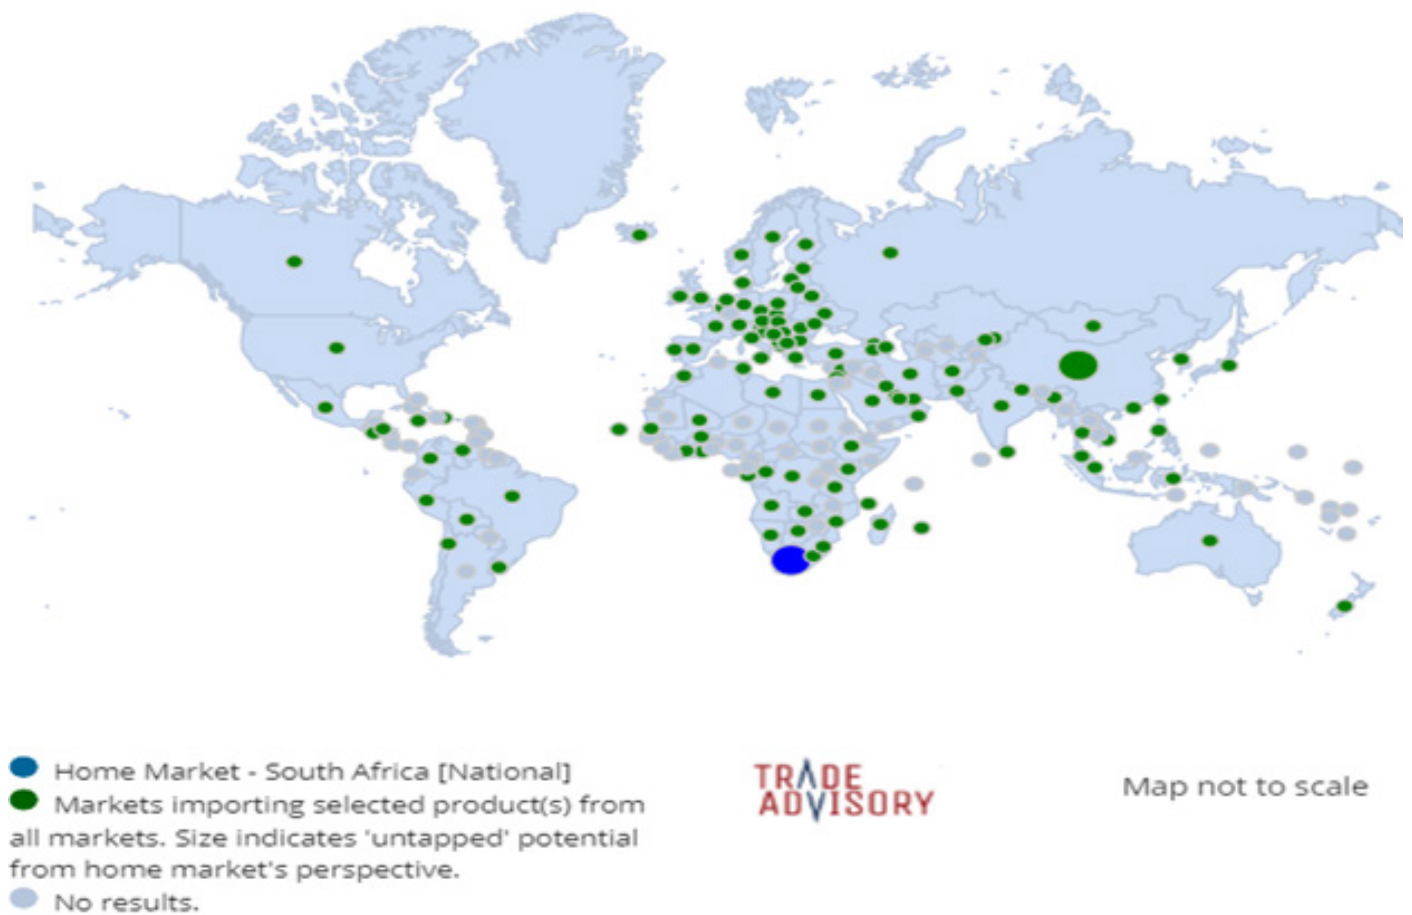 Home Market - South Africa [National]
Markets importing selected product(s) from
all markets. Size indicates 'untapped' potential
from home market's perspective.
No results.
TRADE
ADVISORY
Map not to scale